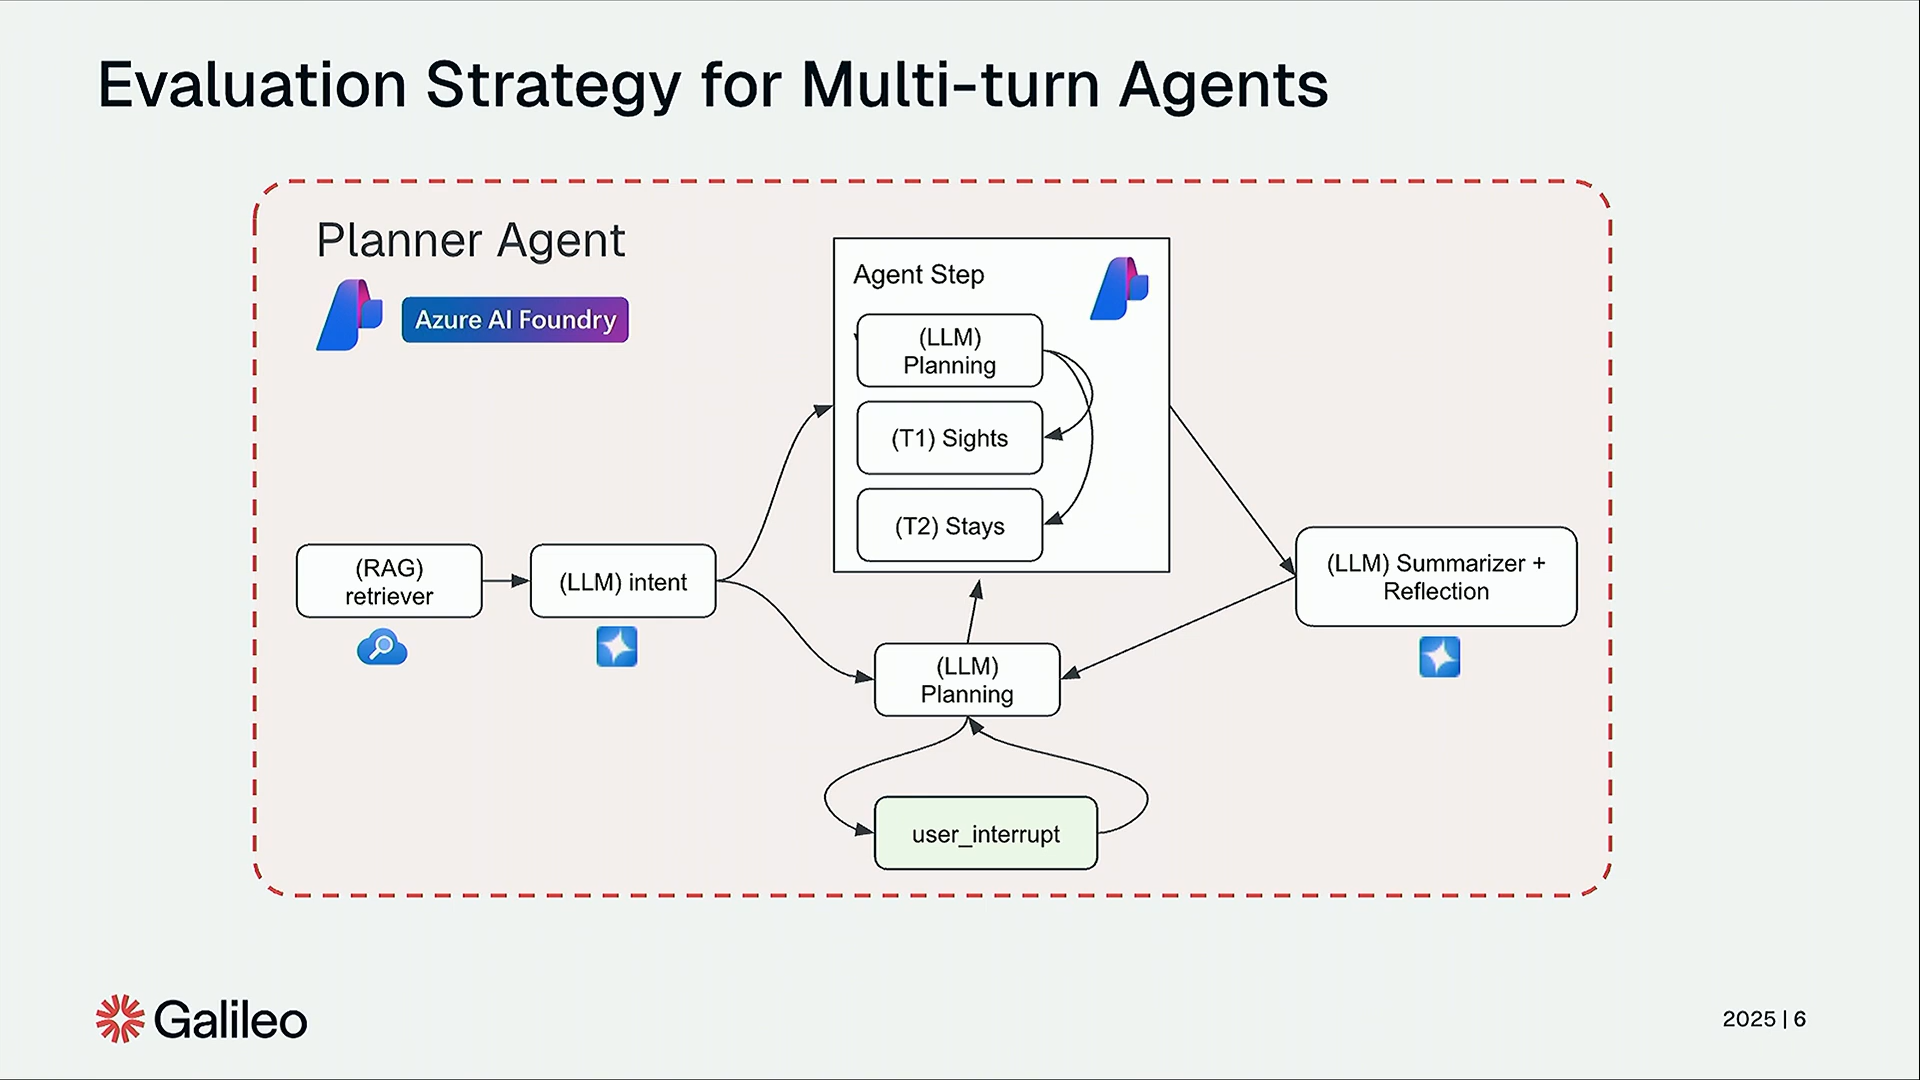 Evaluation Strategy for Multi-turn Agents
Planner Agent
Azure AI Foundry
Agent Step
(LLM)
Planning
(T1) Sights
(T2) Stays
(RAG)
retriever
(LLM) intent
(LLM) Summarizer +
Reflection
(LLM)
Planning
user_interrupt
Galileo
2025 | 6